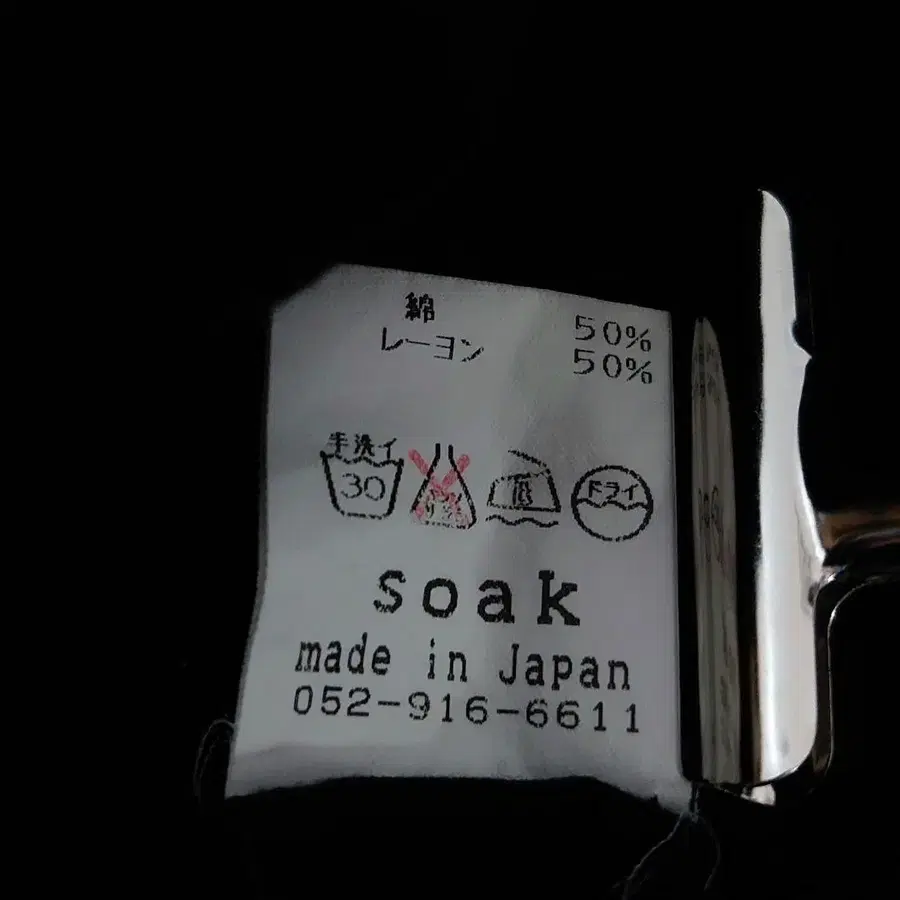 綿 50%
レーヨン 50%
手洗イ
30
ドライ
soak
made in Japan
052-916-6611